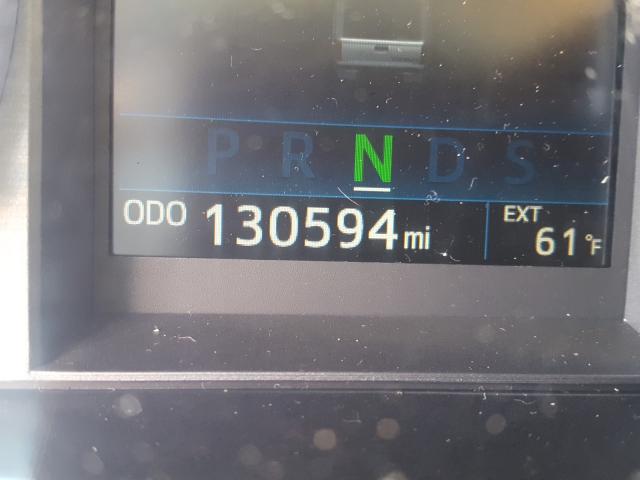 P R N D S
ODO 130594 mi
EXT
61°F